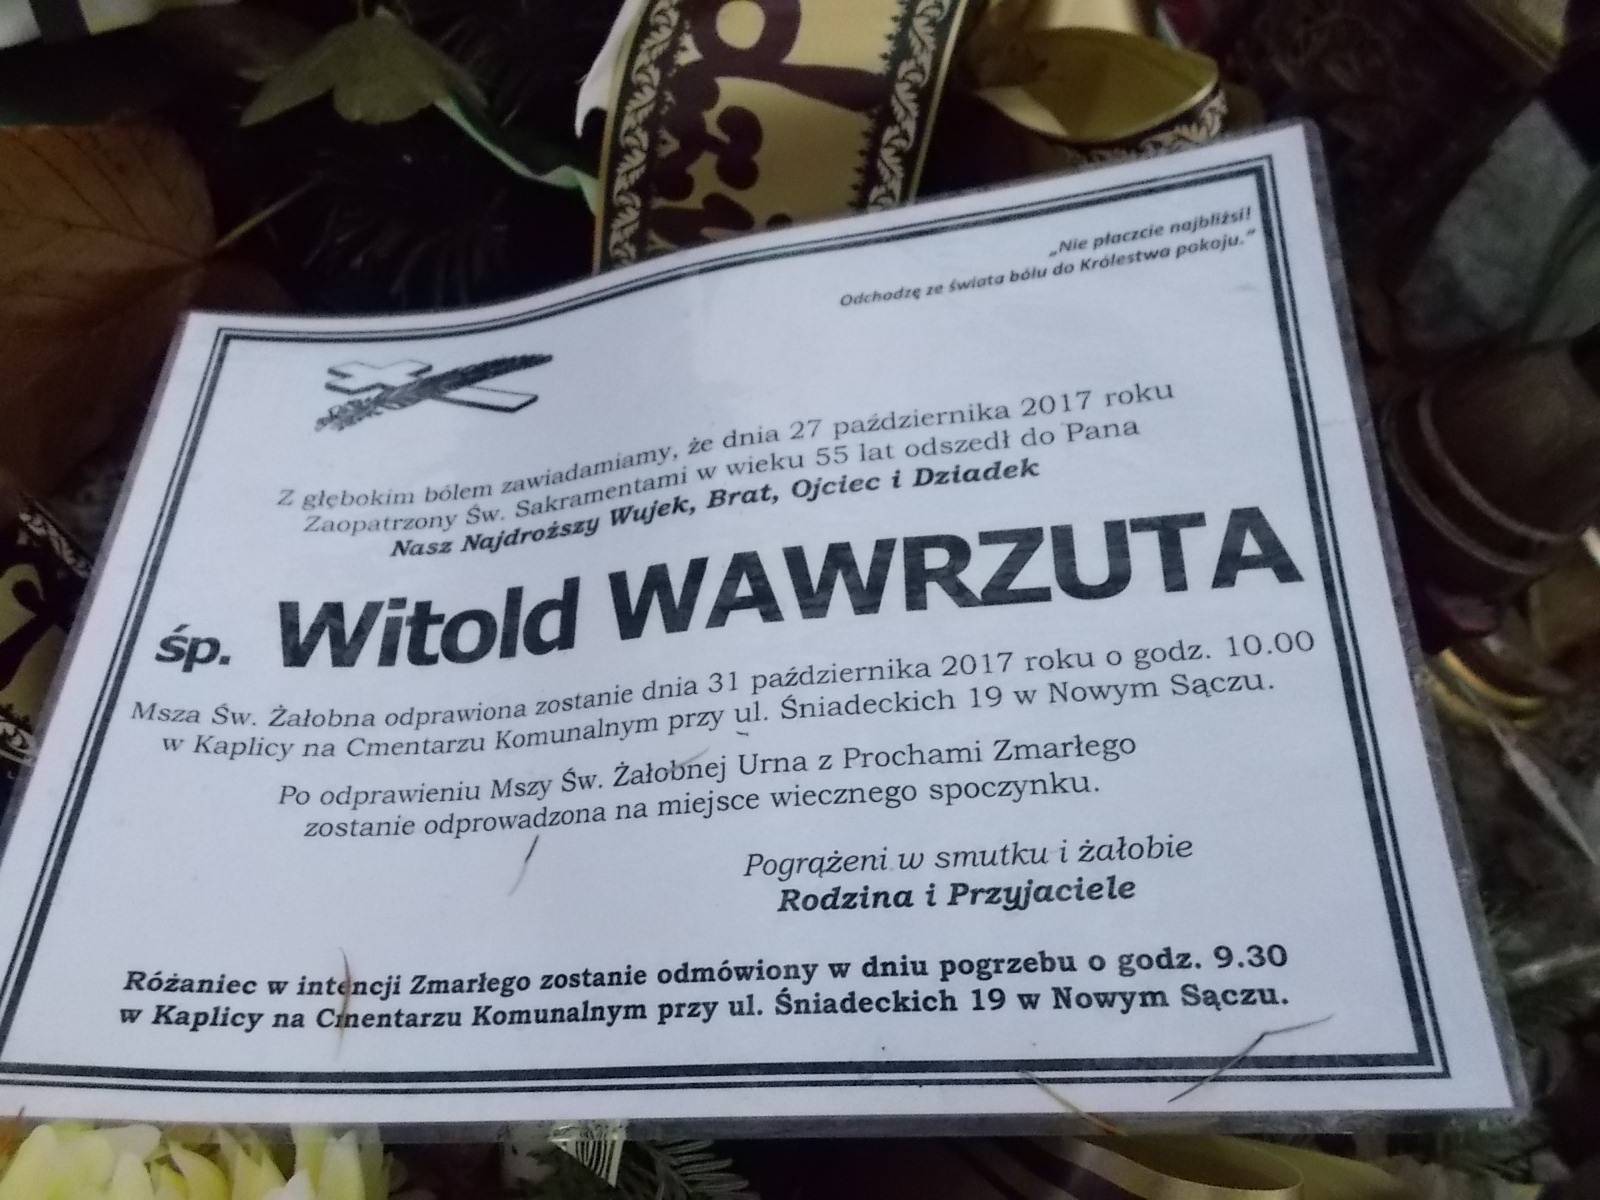 „Nie płaczcie najbliżsi!
Odchodzę ze świata bólu do Królestwa pokoju.”
Z głębokim bólem zawiadamiamy, że dnia 27 października 2017 roku
Zaopatrzony Św. Sakramentami w wieku 55 lat odszedł do Pana
Nasz Najdroższy Wujek, Brat, Ojciec i Dziadek
śp. Witold WAWRZUTA
Msza Św. Żałobna odprawiona zostanie dnia 31 października 2017 roku o godz. 10.00
w Kaplicy na Cmentarzu Komunalnym przy ul. Śniadeckich 19 w Nowym Sączu.
Po odprawieniu Mszy Św. Żałobnej Urna z Prochami Zmarłego
zostanie odprowadzona na miejsce wiecznego spoczynku.
Pogrążeni w smutku i żałobie
Rodzina i Przyjaciele
Różaniec w intencji Zmarłego zostanie odmówiony w dniu pogrzebu o godz. 9.30
w Kaplicy na Cmentarzu Komunalnym przy ul. Śniadeckich 19 w Nowym Sączu.